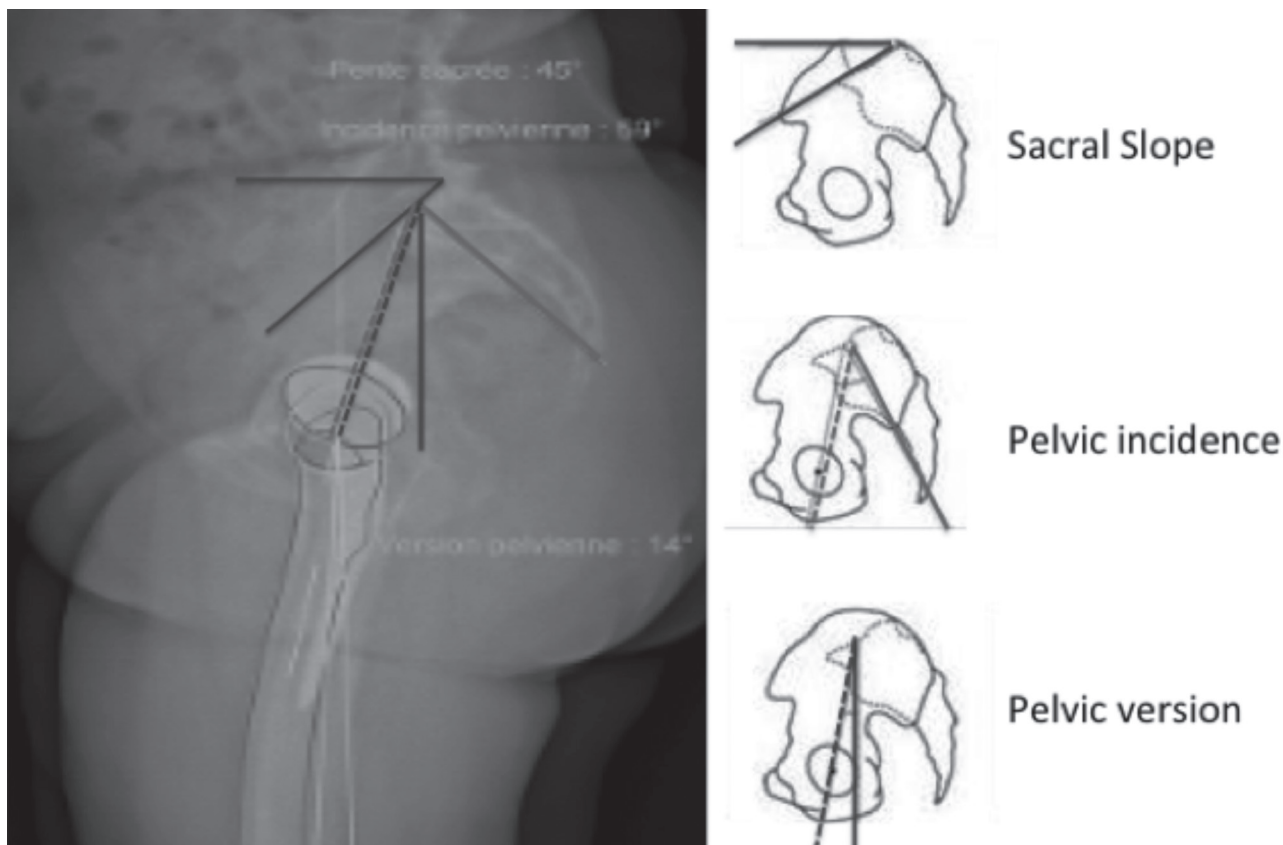 Pente sacrée : 45°
Incidence pelvienne : 59°
Version pelvienne : 14°
Sacral Slope
Pelvic incidence
Pelvic version